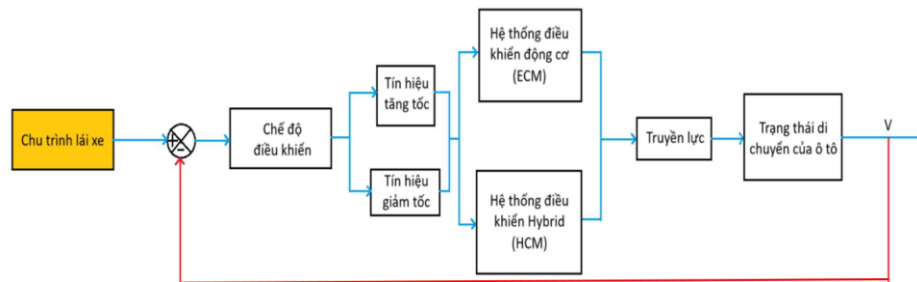 Chu trình lái xe
Chế độ
điều khiển
Tín hiệu
tăng tốc
Tín hiệu
giảm tốc
Hệ thống điều
khiển động cơ
(ECM)
Hệ thống điều
khiển Hybrid
(HCM)
Truyền lực
Trạng thái di
chuyển của ô tô
V